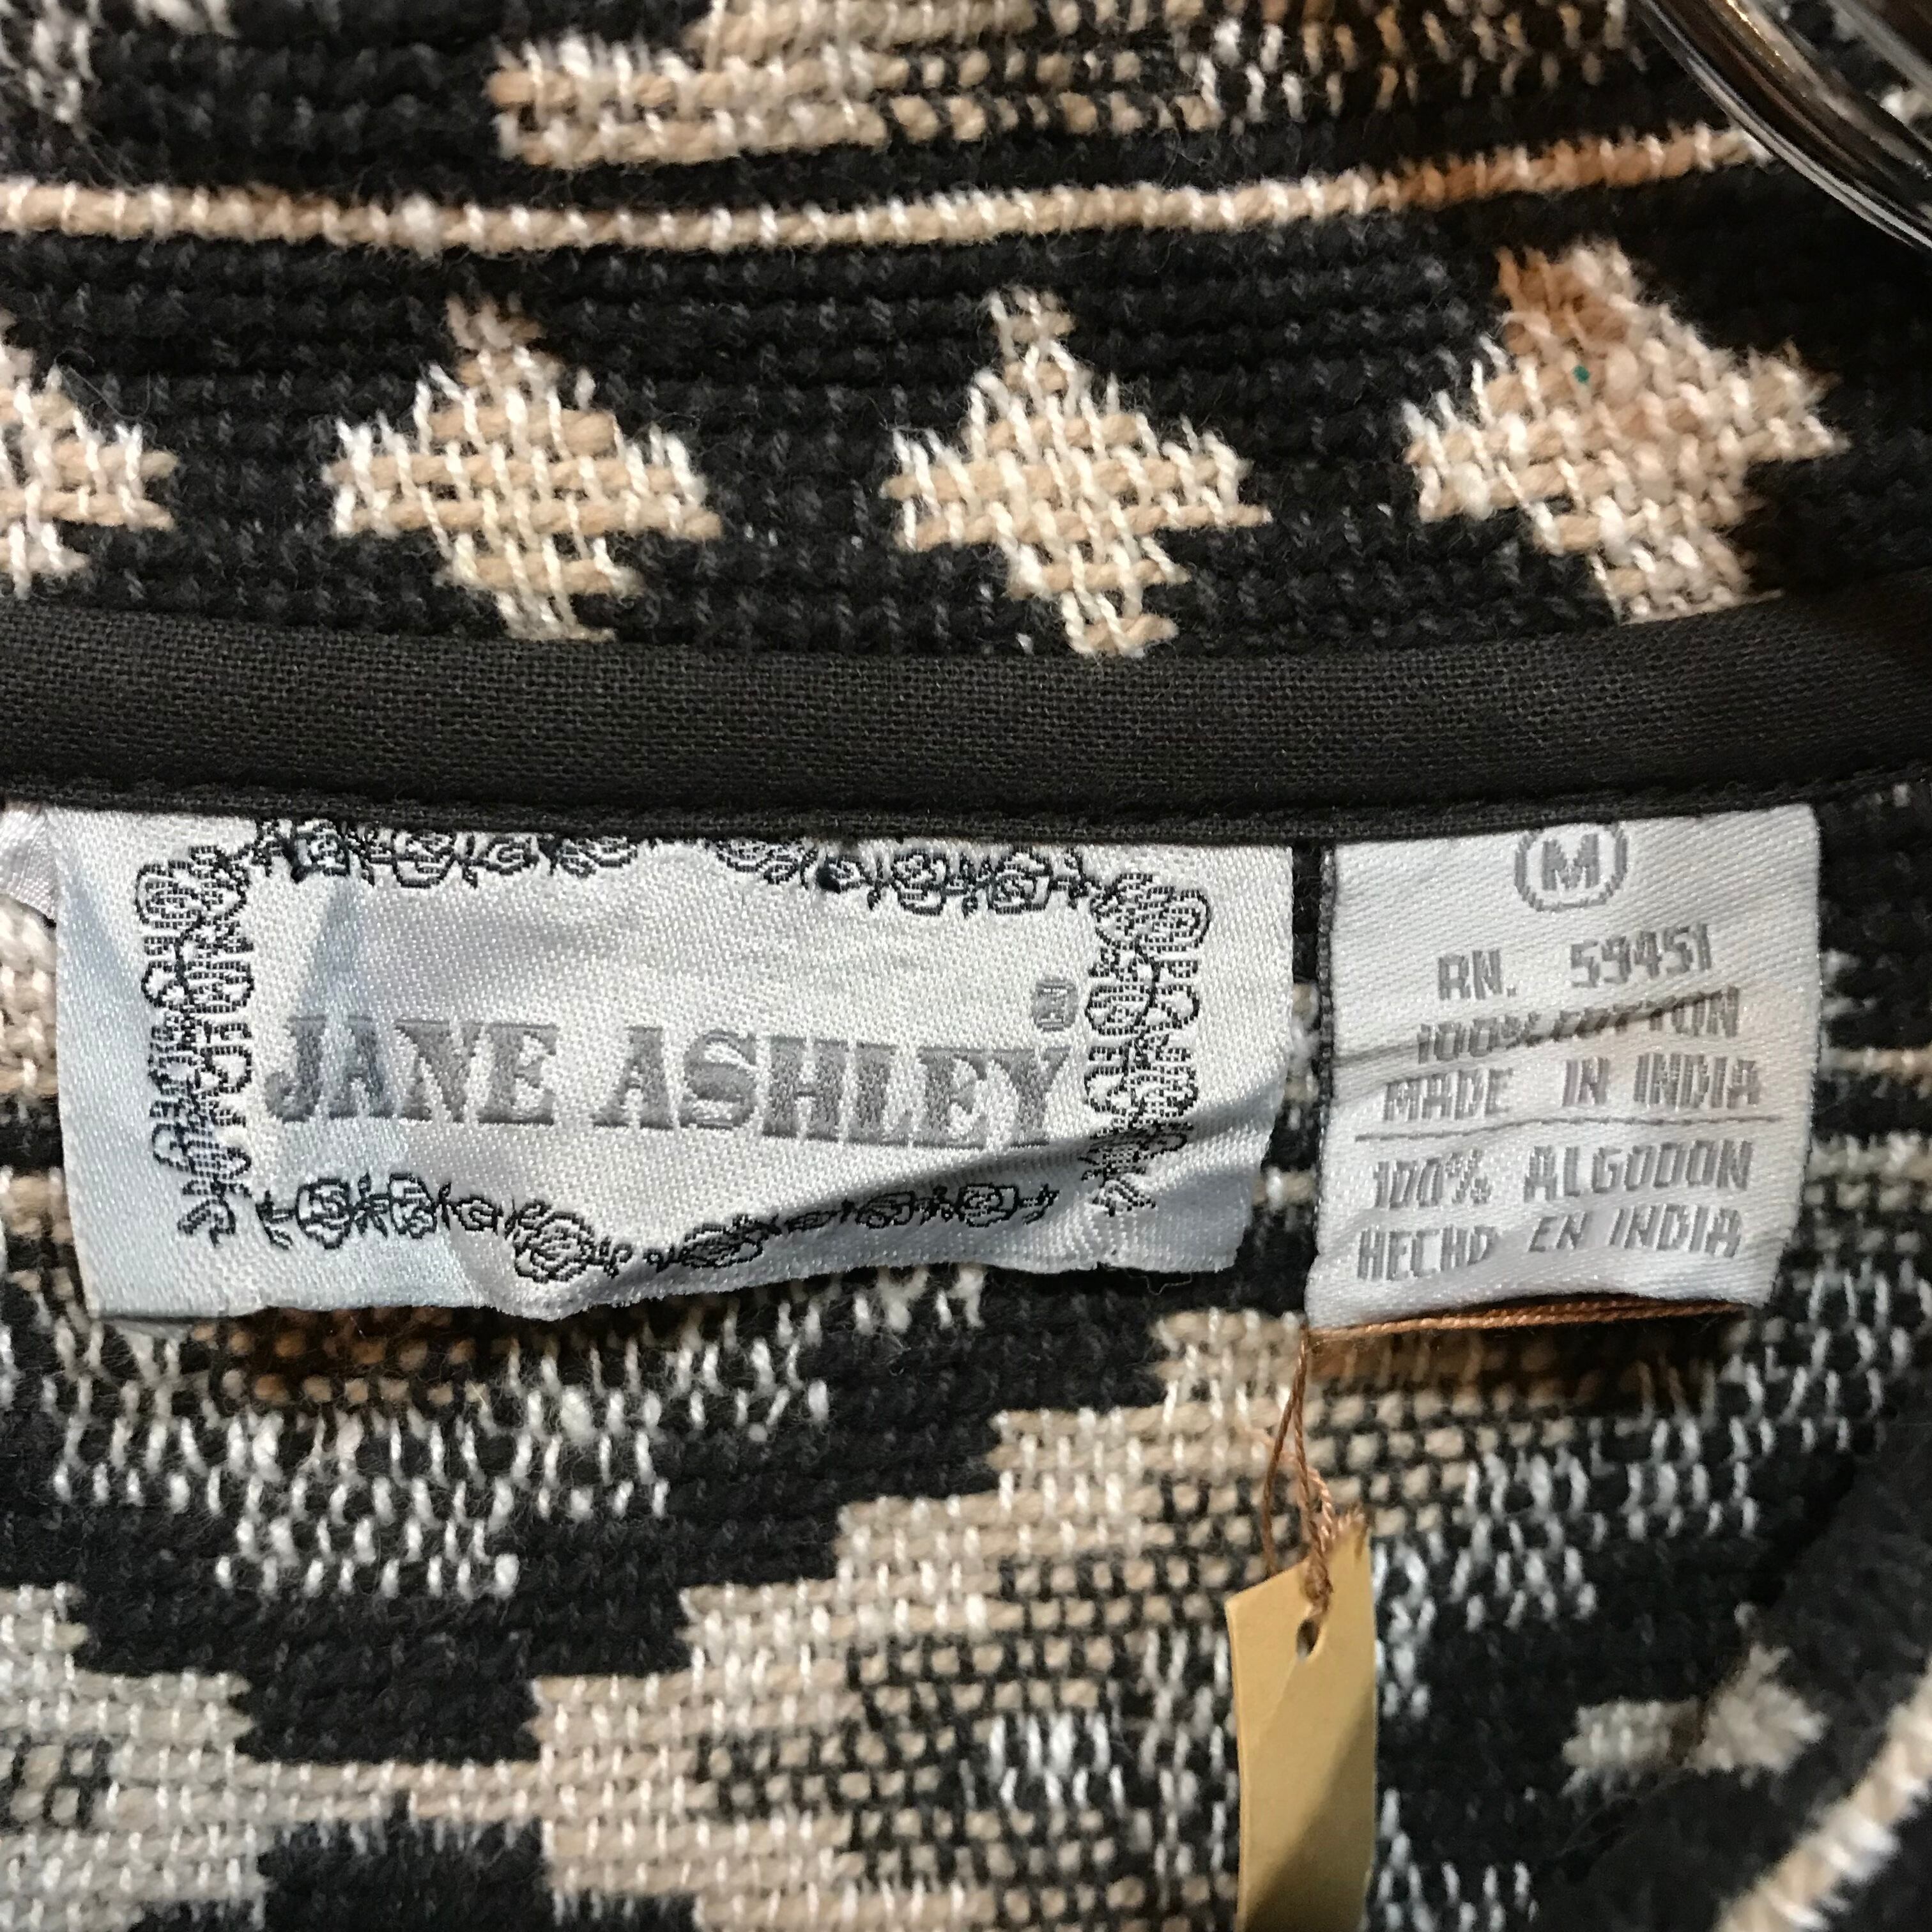 JANE ASHLEY ®
M
RN. 59451
100% COTTON
MADE IN INDIA
100% ALGODON
HECHO EN INDIA